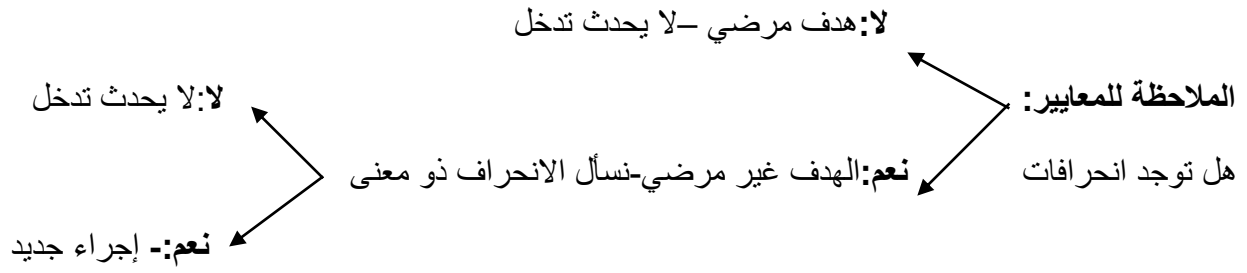 لا:هدف مرضي –لا يحدث تدخل
الملاحظة للمعايير:
لا:لا يحدث تدخل
هل توجد انحرافات
نعم:الهدف غير مرضي-نسأل الانحراف ذو معنى
نعم:- إجراء جديد